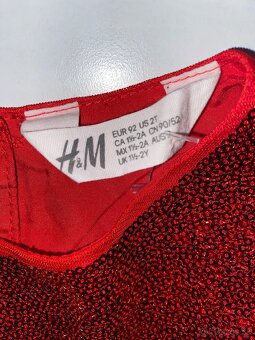 H&M
EUR 92 US 2T
CA 1½-2A CN 90/52
MX 1½-2A AUS
UK 1½-2Y